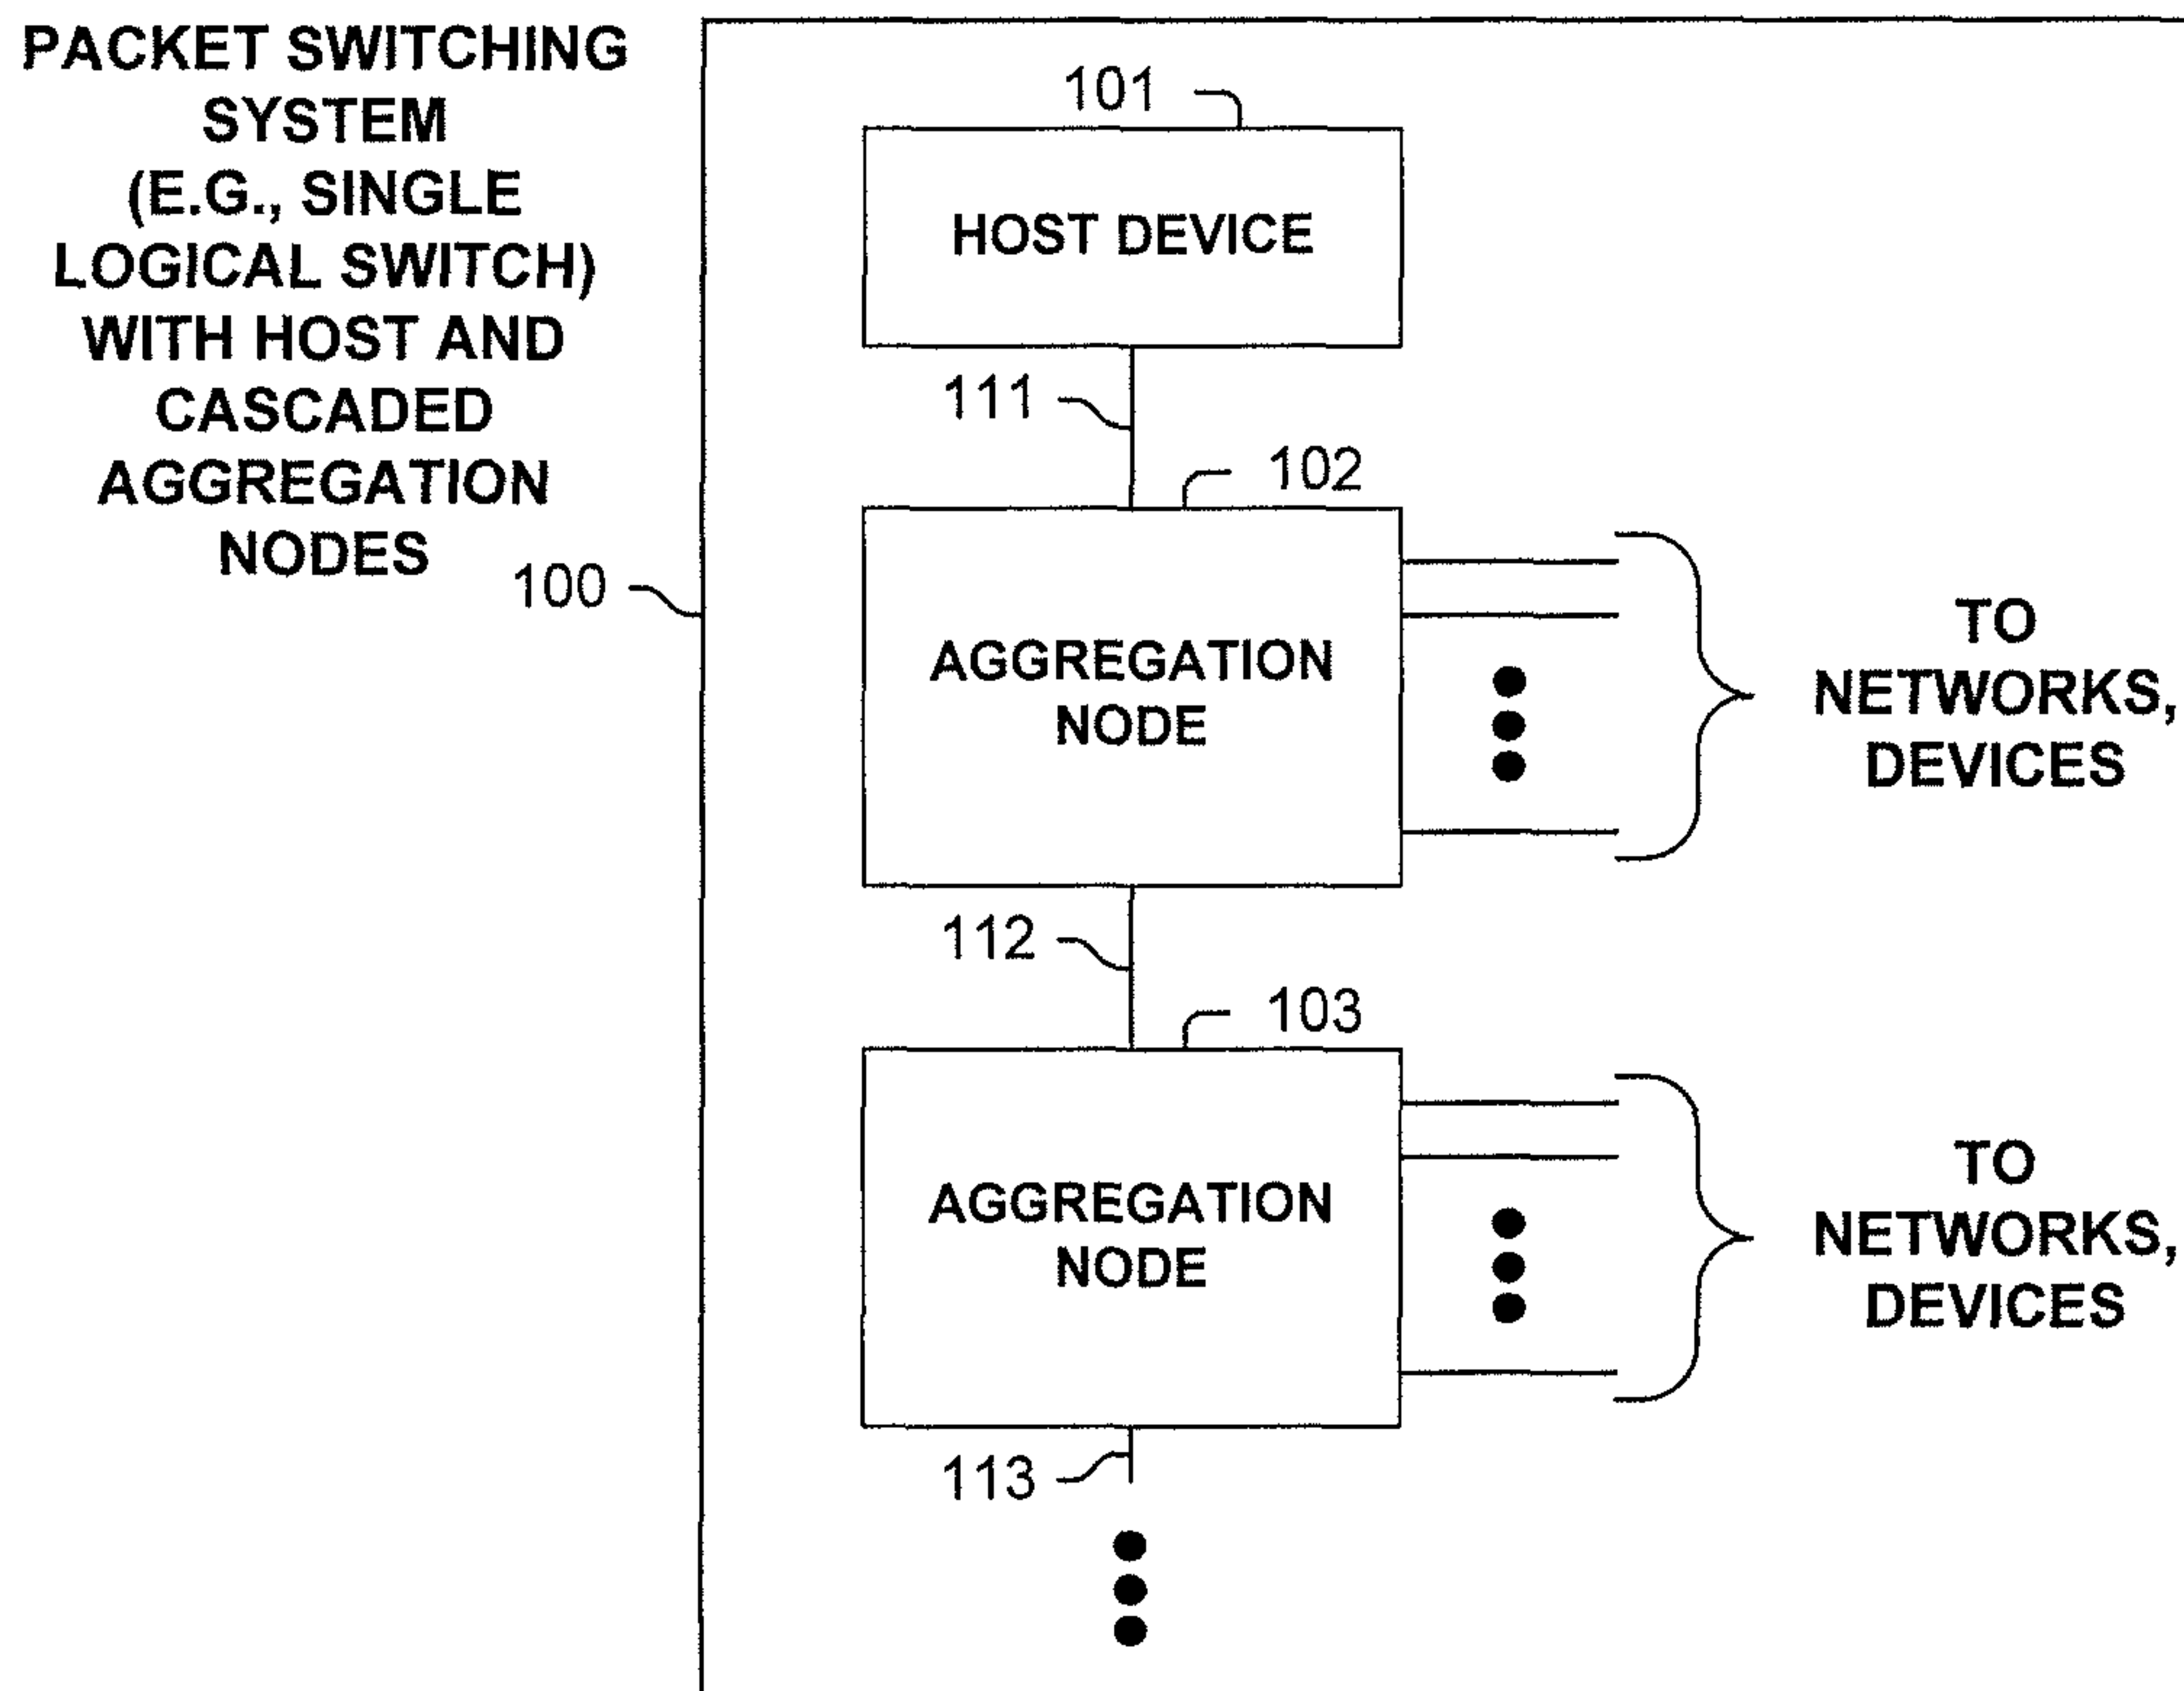 PACKET SWITCHING
SYSTEM
(E.G., SINGLE
LOGICAL SWITCH)
WITH HOST AND
CASCADED
AGGREGATION
NODES
100
101
HOST DEVICE
111
102
AGGREGATION
NODE
TO
NETWORKS,
DEVICES
112
103
AGGREGATION
NODE
TO
NETWORKS,
DEVICES
113